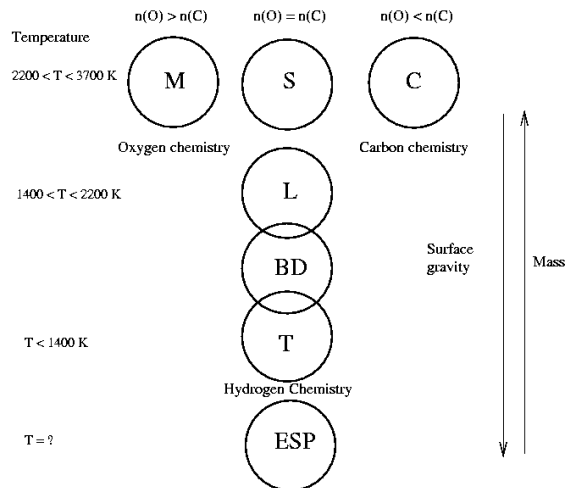 n(O) > n(C) n(O) = n(C) n(O) < n(C)
Temperature
2200 < T < 3700 K M S C
Oxygen chemistry Carbon chemistry
1400 < T < 2200 K L
Surface
gravity
Mass
BD
T < 1400 K T
Hydrogen Chemistry
T = ? ESP